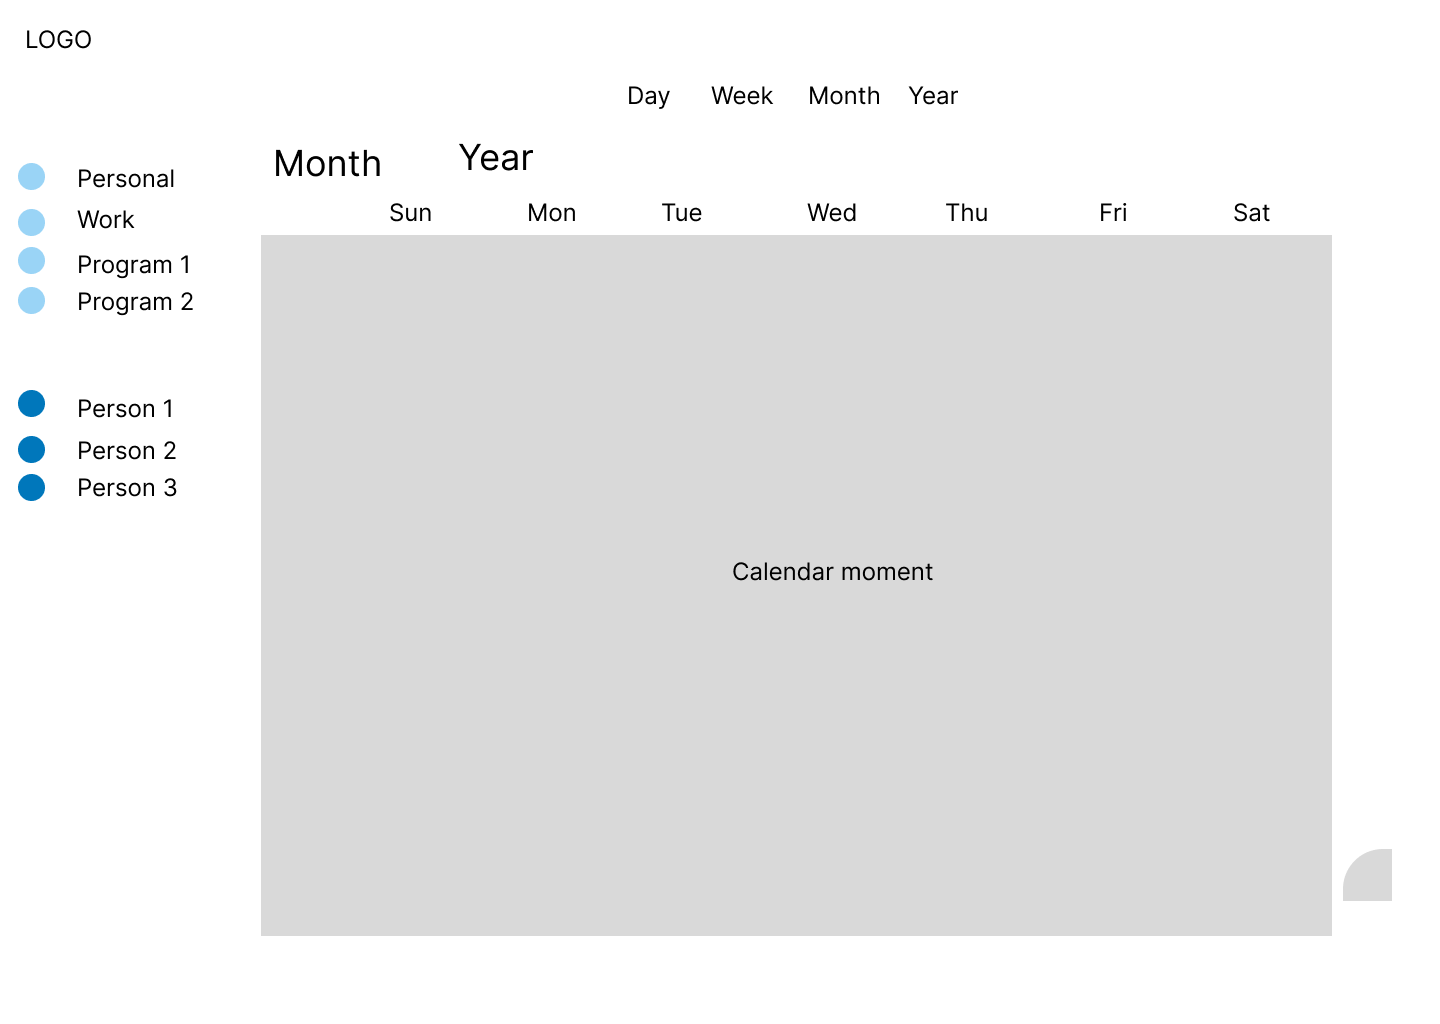 LOGO
Day Week Month Year
Month Year
Sun Mon Tue Wed Thu Fri Sat
Personal
Work
Program 1
Program 2
Person 1
Person 2
Person 3
Calendar moment